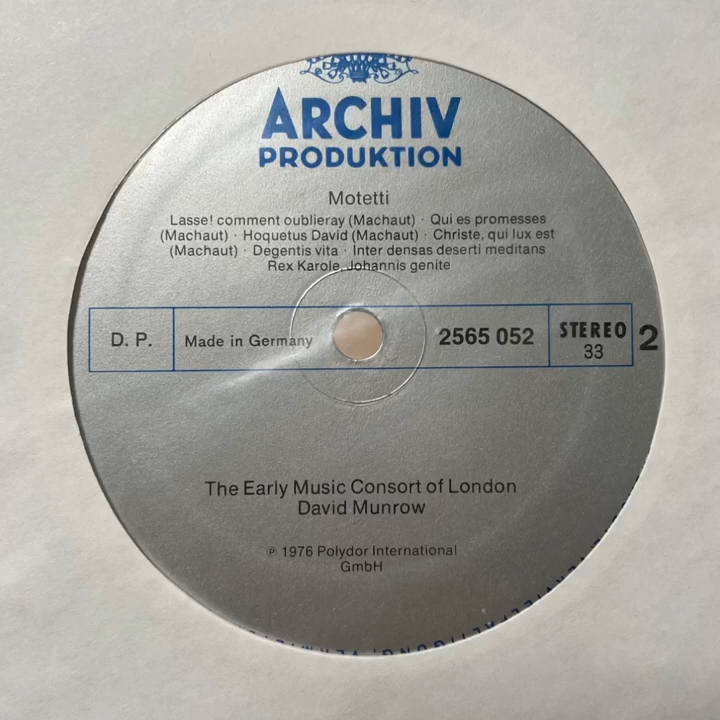 ARCHIV
PRODUKTION
Motetti
Lasse! comment oublieray (Machaut) · Qui es promesses
(Machaut) · Hoquetus David (Machaut) · Christe, qui lux est
(Machaut) · Degentis vita · Inter densas deserti meditans
Rex Karole, Johannis genite
D. P.
Made in Germany
2565 052
STEREO
33
2
The Early Music Consort of London
David Munrow
℗ 1976 Polydor International
GmbH